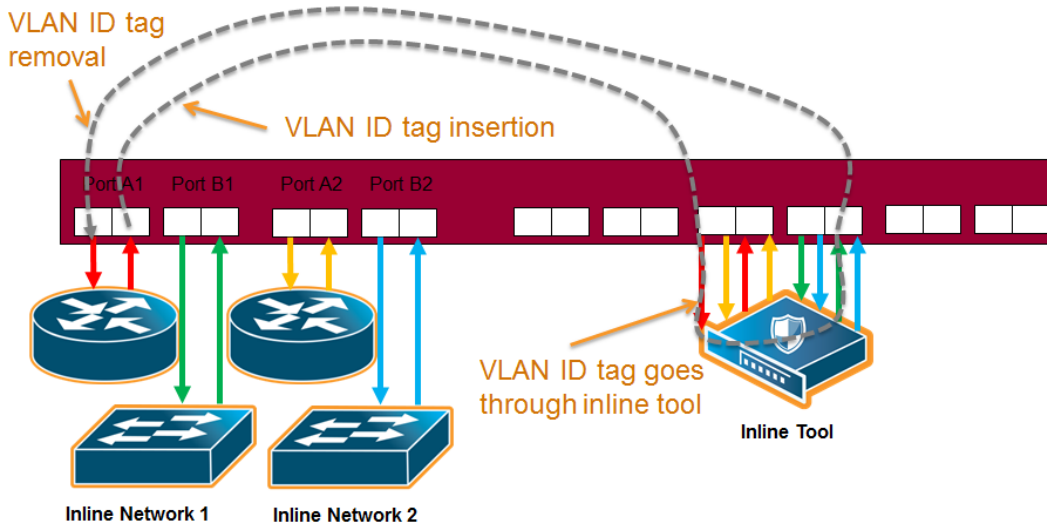 VLAN ID tag
removal
VLAN ID tag insertion
Port A1
Port B1
Port A2
Port B2
VLAN ID tag goes
through inline tool
Inline Tool
Inline Network 1
Inline Network 2